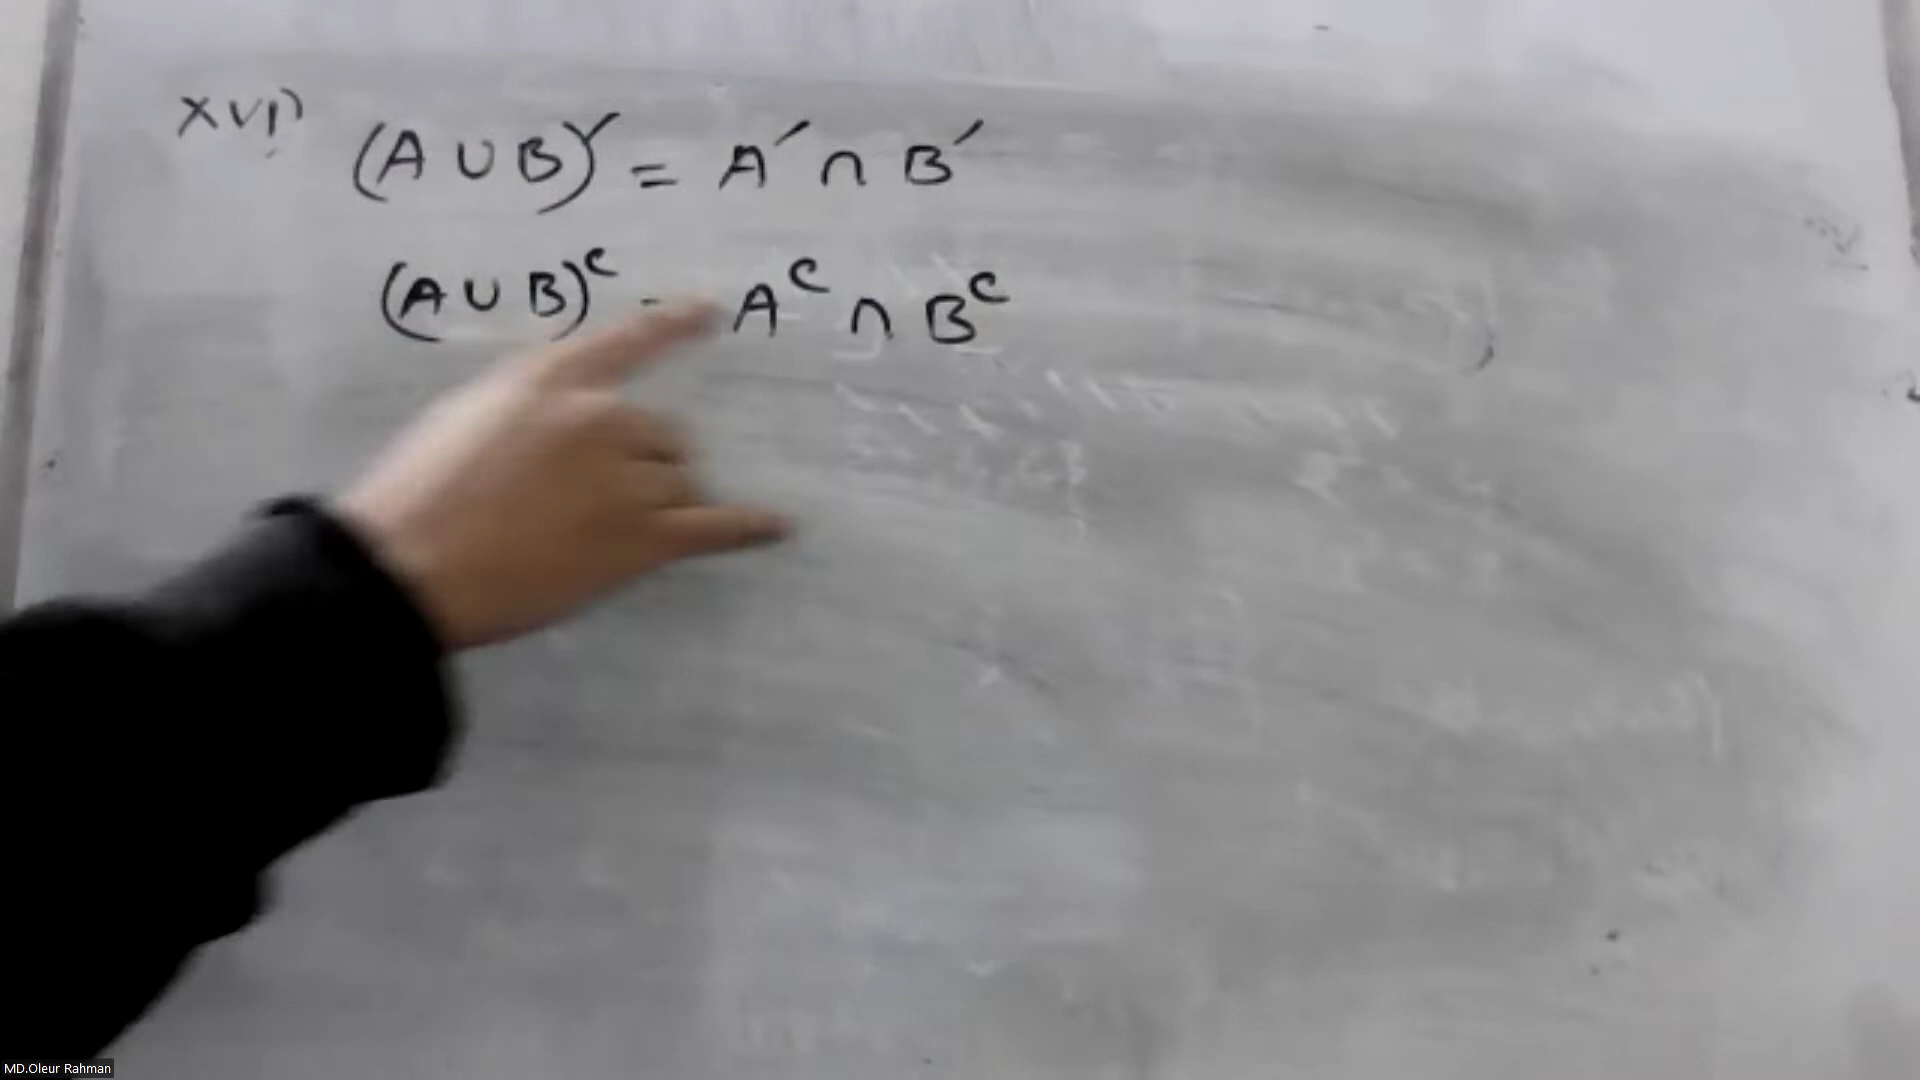 xvi) (A ∪ B)′ = A′ ∩ B′
(A ∪ B)ᶜ = Aᶜ ∩ Bᶜ
MD.Oleur Rahman